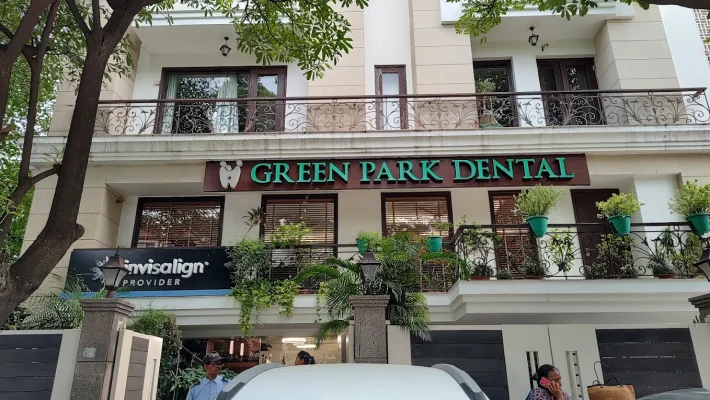 GREEN PARK DENTAL
invisalign
PROVIDER